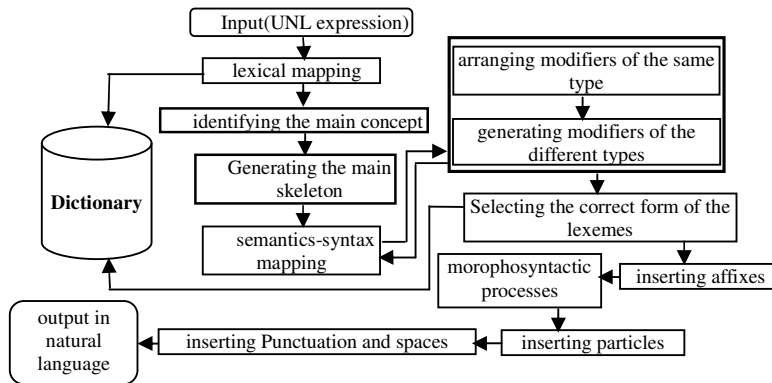 Input(UNL expression)
lexical mapping
identifying the main concept
Generating the main
skeleton
semantics-syntax
mapping
Dictionary
arranging modifiers of the same
type
generating modifiers of the
different types
Selecting the correct form of the
lexemes
inserting affixes
morophosyntactic
processes
inserting particles
inserting Punctuation and spaces
output in
natural
language